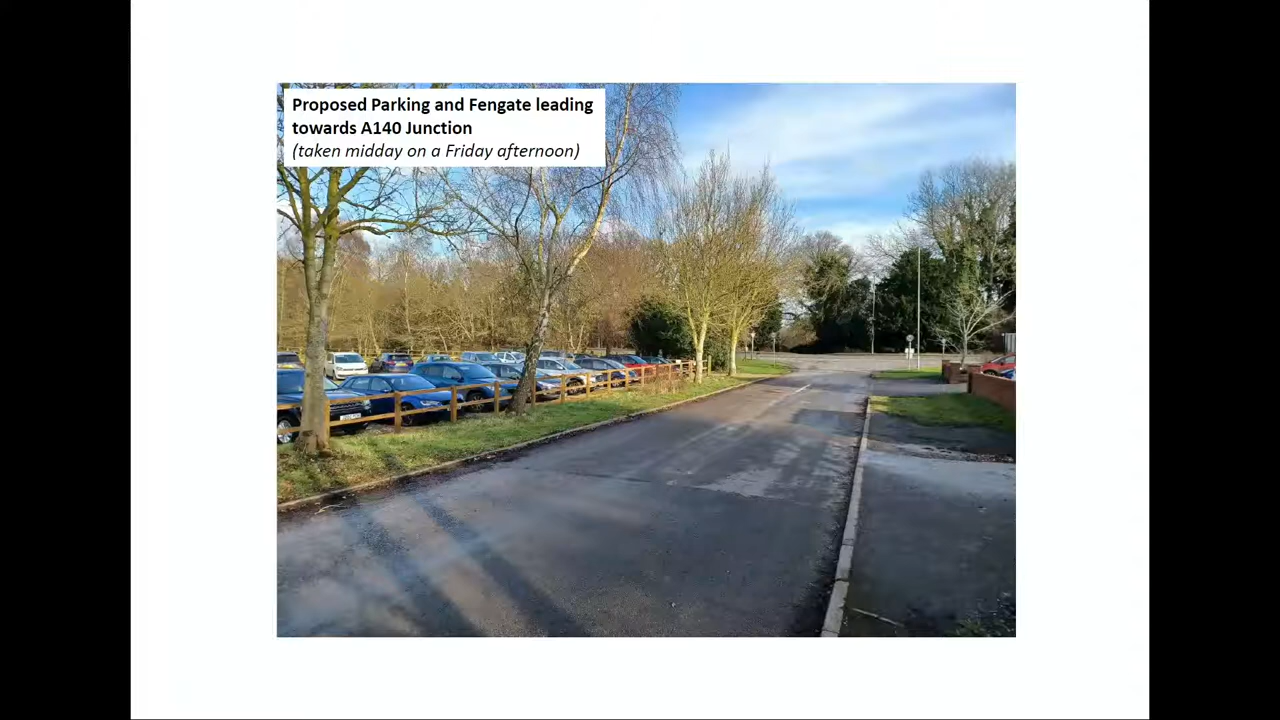 Proposed Parking and Fengate leading
towards A140 Junction
(taken midday on a Friday afternoon)